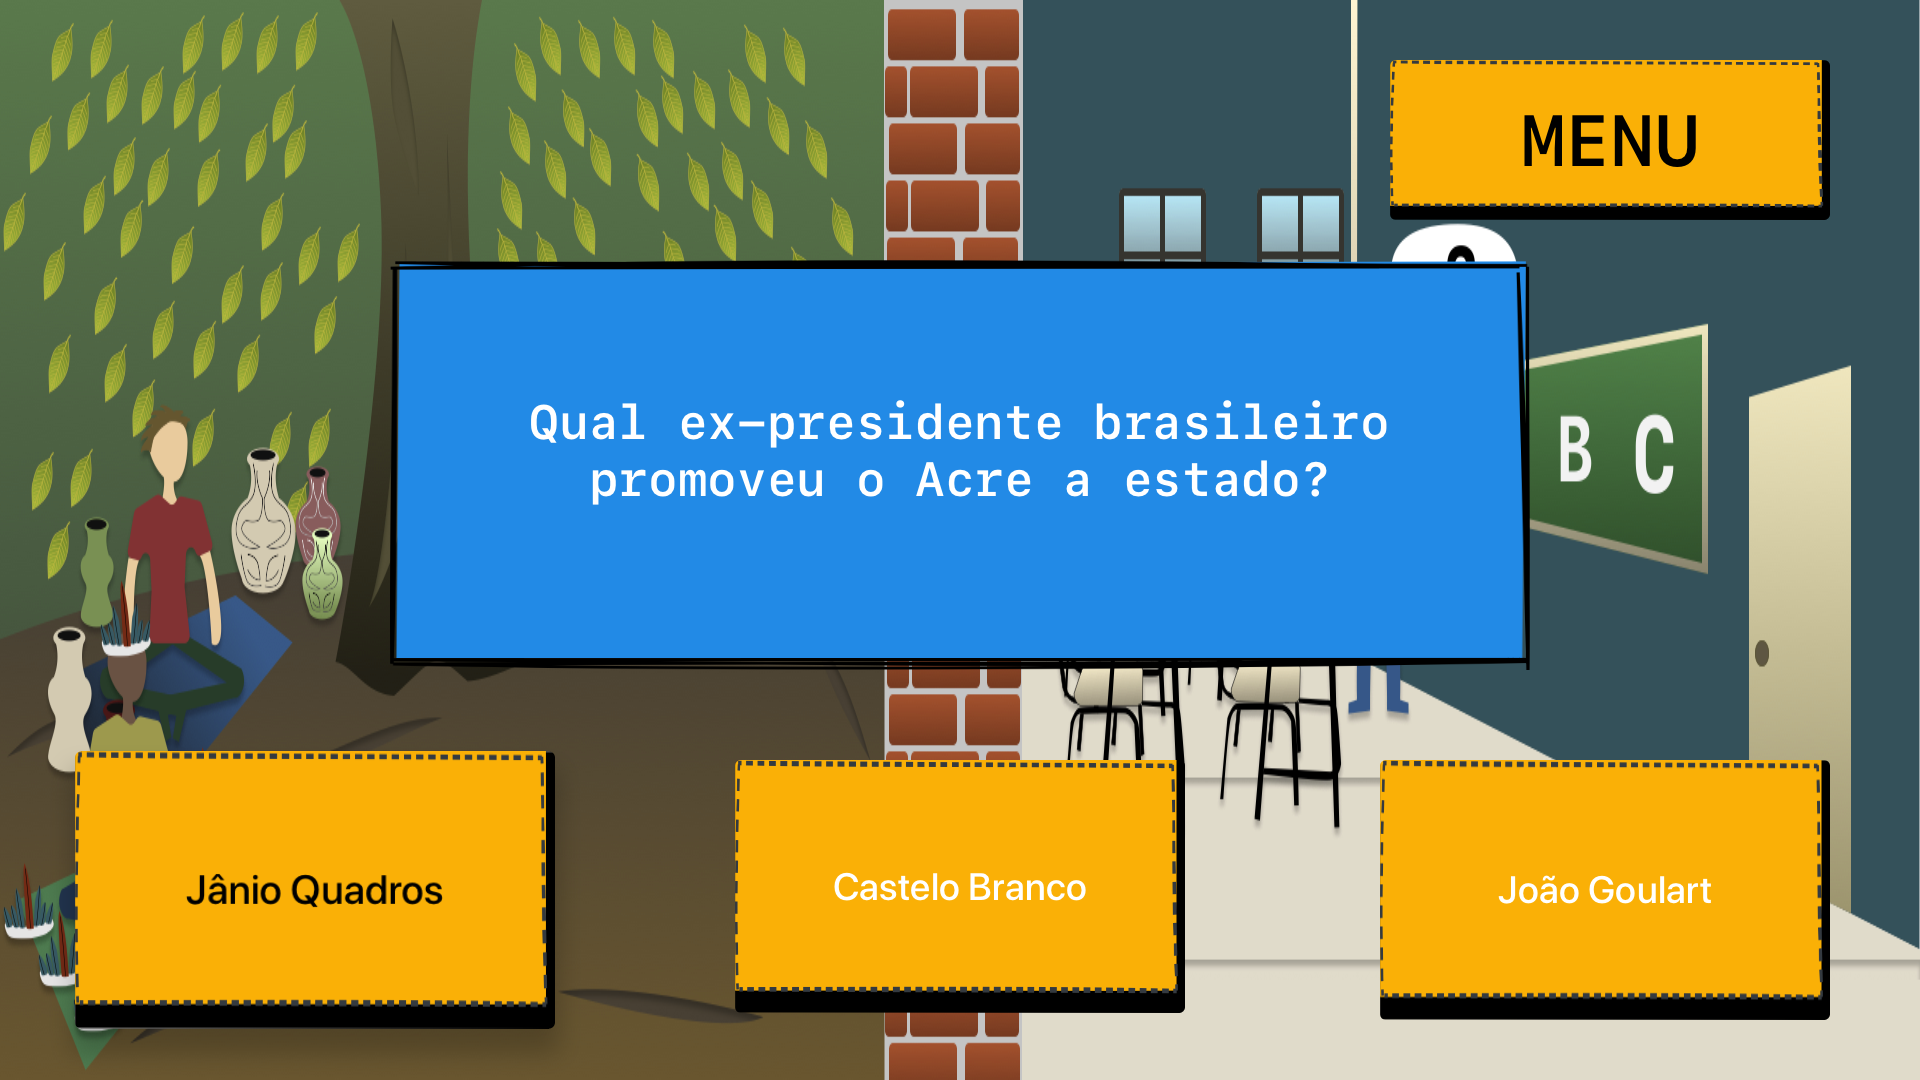 MENU
Qual ex-presidente brasileiro
promoveu o Acre a estado?
B C
Jânio Quadros
Castelo Branco
João Goulart